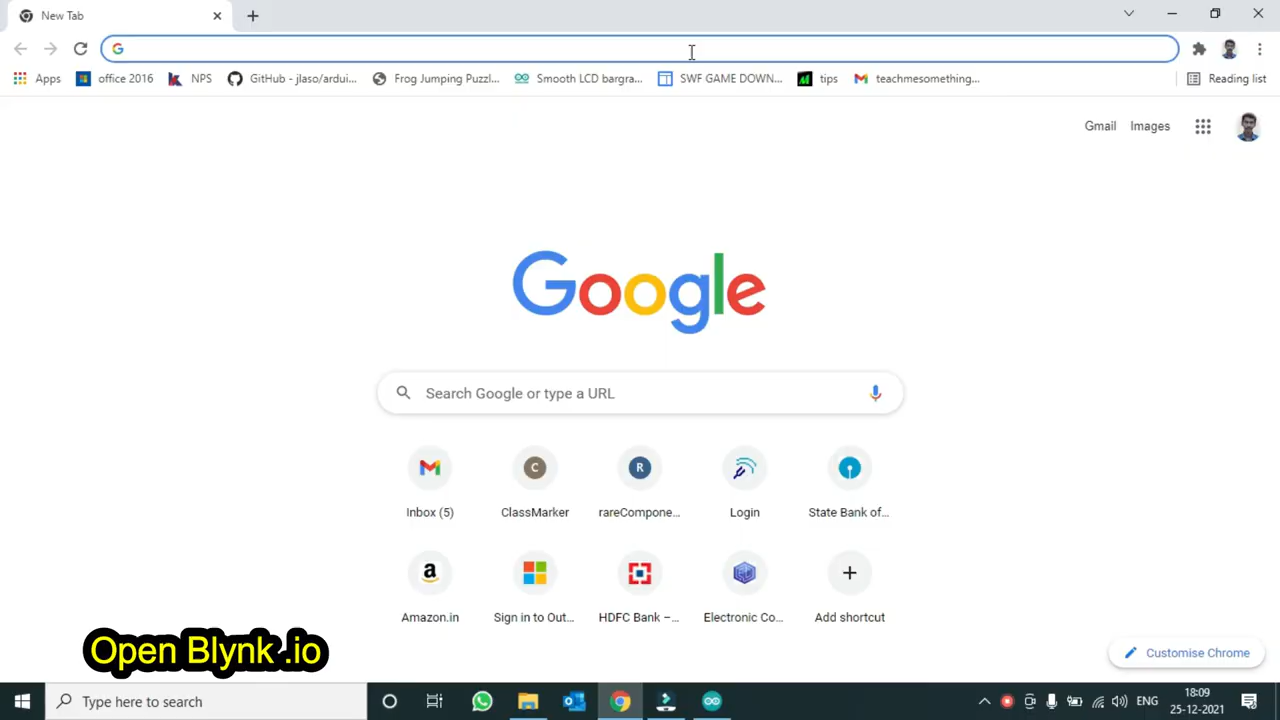 New Tab
Apps
office 2016
NPS
GitHub - jlaso/ardui...
Frog Jumping Puzzl...
Smooth LCD bargra...
SWF GAME DOWN...
tips
teachmesomething...
Reading list
Gmail
Images
Google
Search Google or type a URL
C
R
Inbox (5)
ClassMarker
rareCompone...
Login
State Bank of...
a
Amazon.in
Sign in to Out...
HDFC Bank –...
Electronic Co...
Add shortcut
Open Blynk .io
Customise Chrome
Type here to search
ENG
18:09
25-12-2021